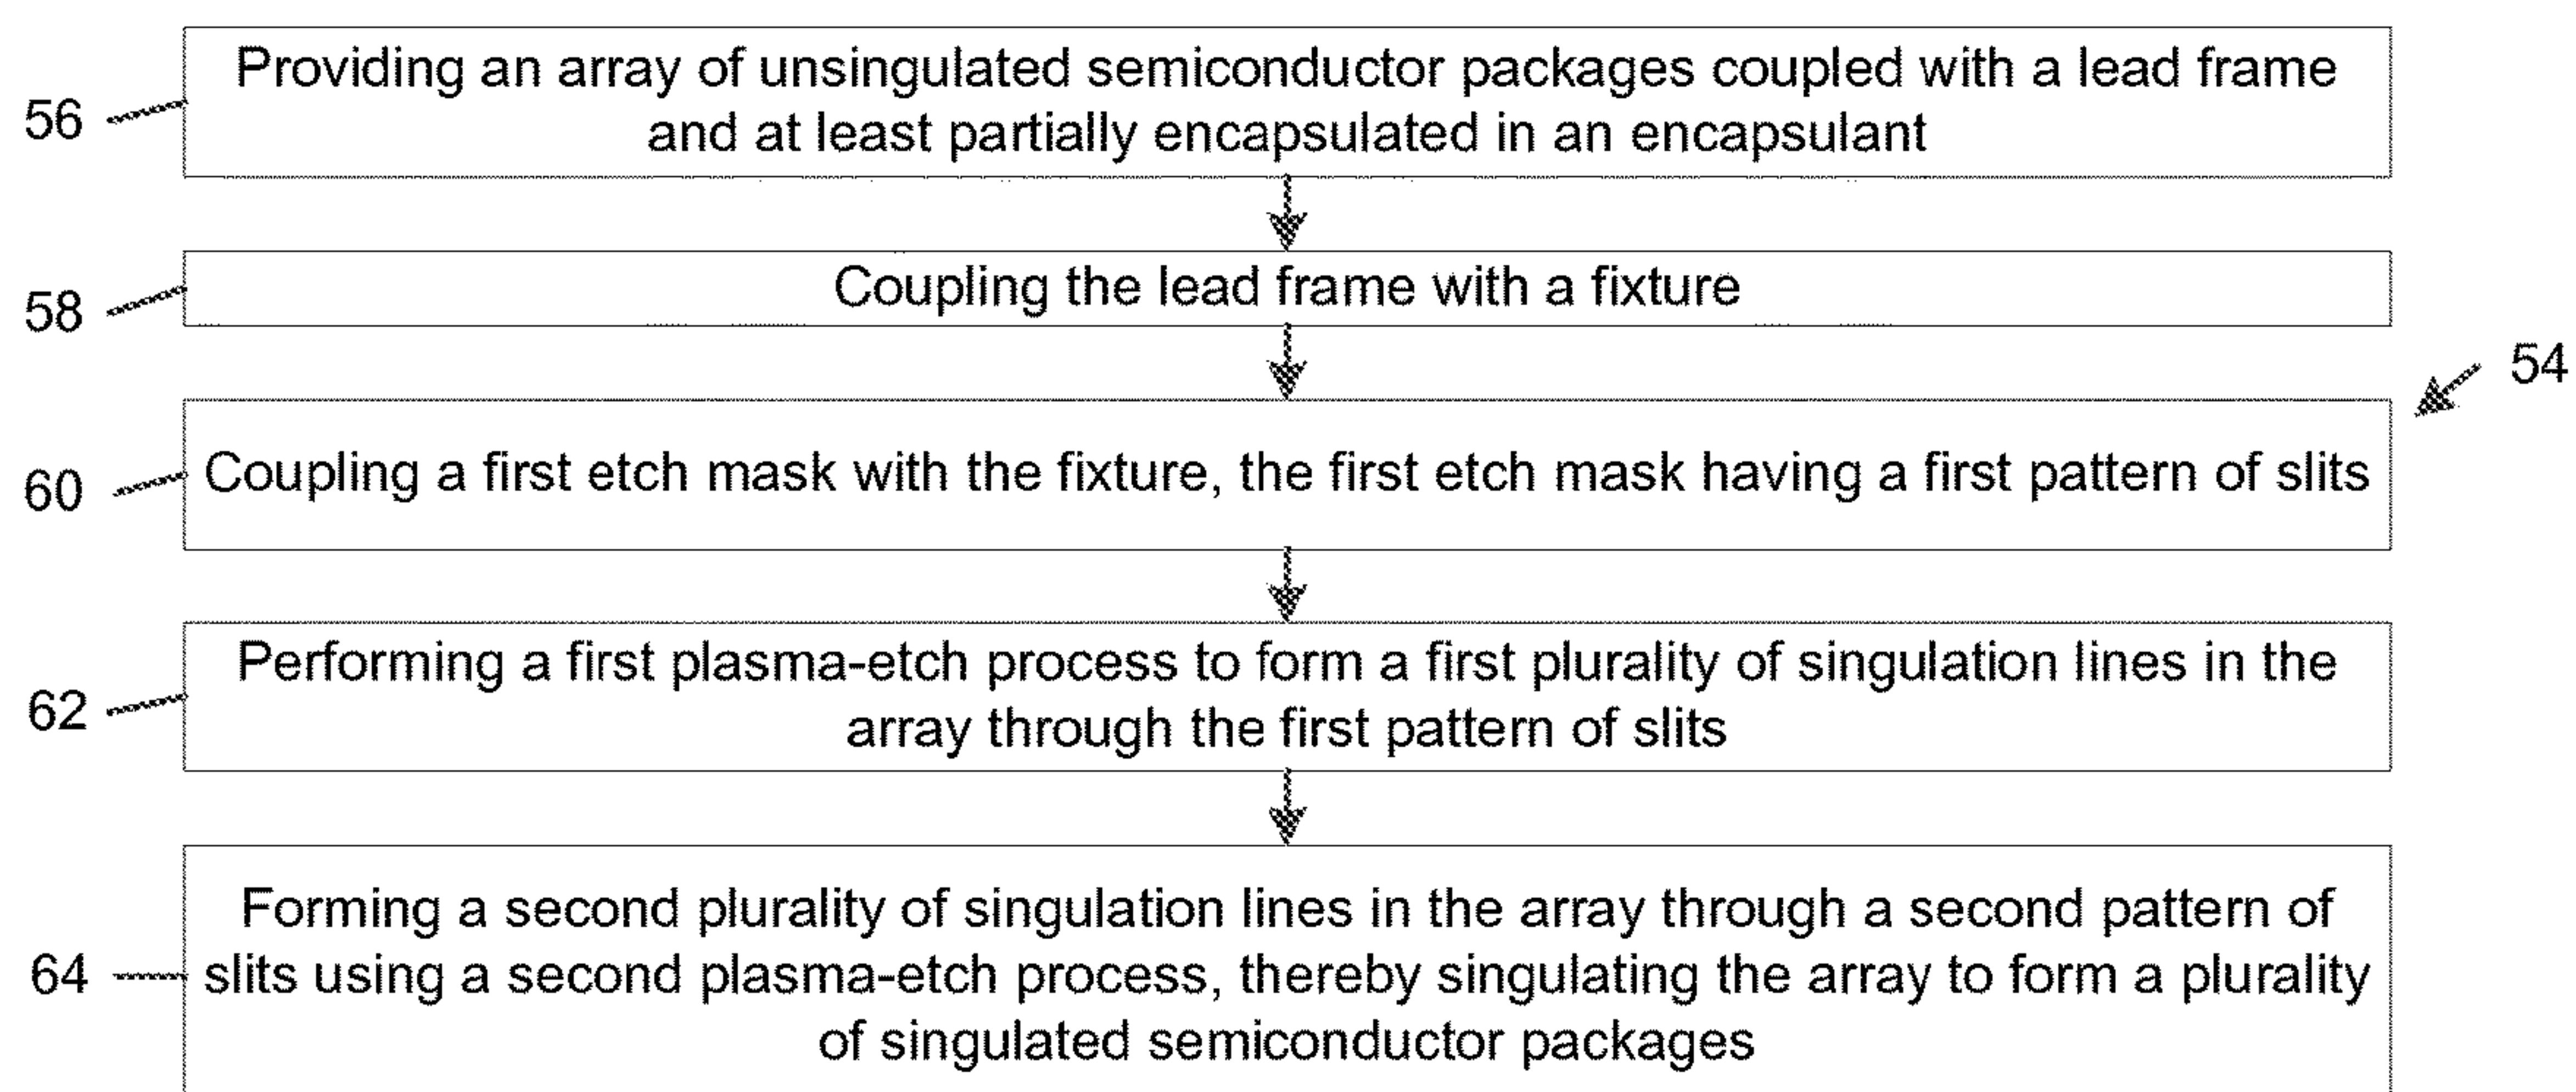 Providing an array of unsingulated semiconductor packages coupled with a lead frame
and at least partially encapsulated in an encapsulant
56
Coupling the lead frame with a fixture
58
54
Coupling a first etch mask with the fixture, the first etch mask having a first pattern of slits
60
Performing a first plasma-etch process to form a first plurality of singulation lines in the
array through the first pattern of slits
62
Forming a second plurality of singulation lines in the array through a second pattern of
slits using a second plasma-etch process, thereby singulating the array to form a plurality
of singulated semiconductor packages
64